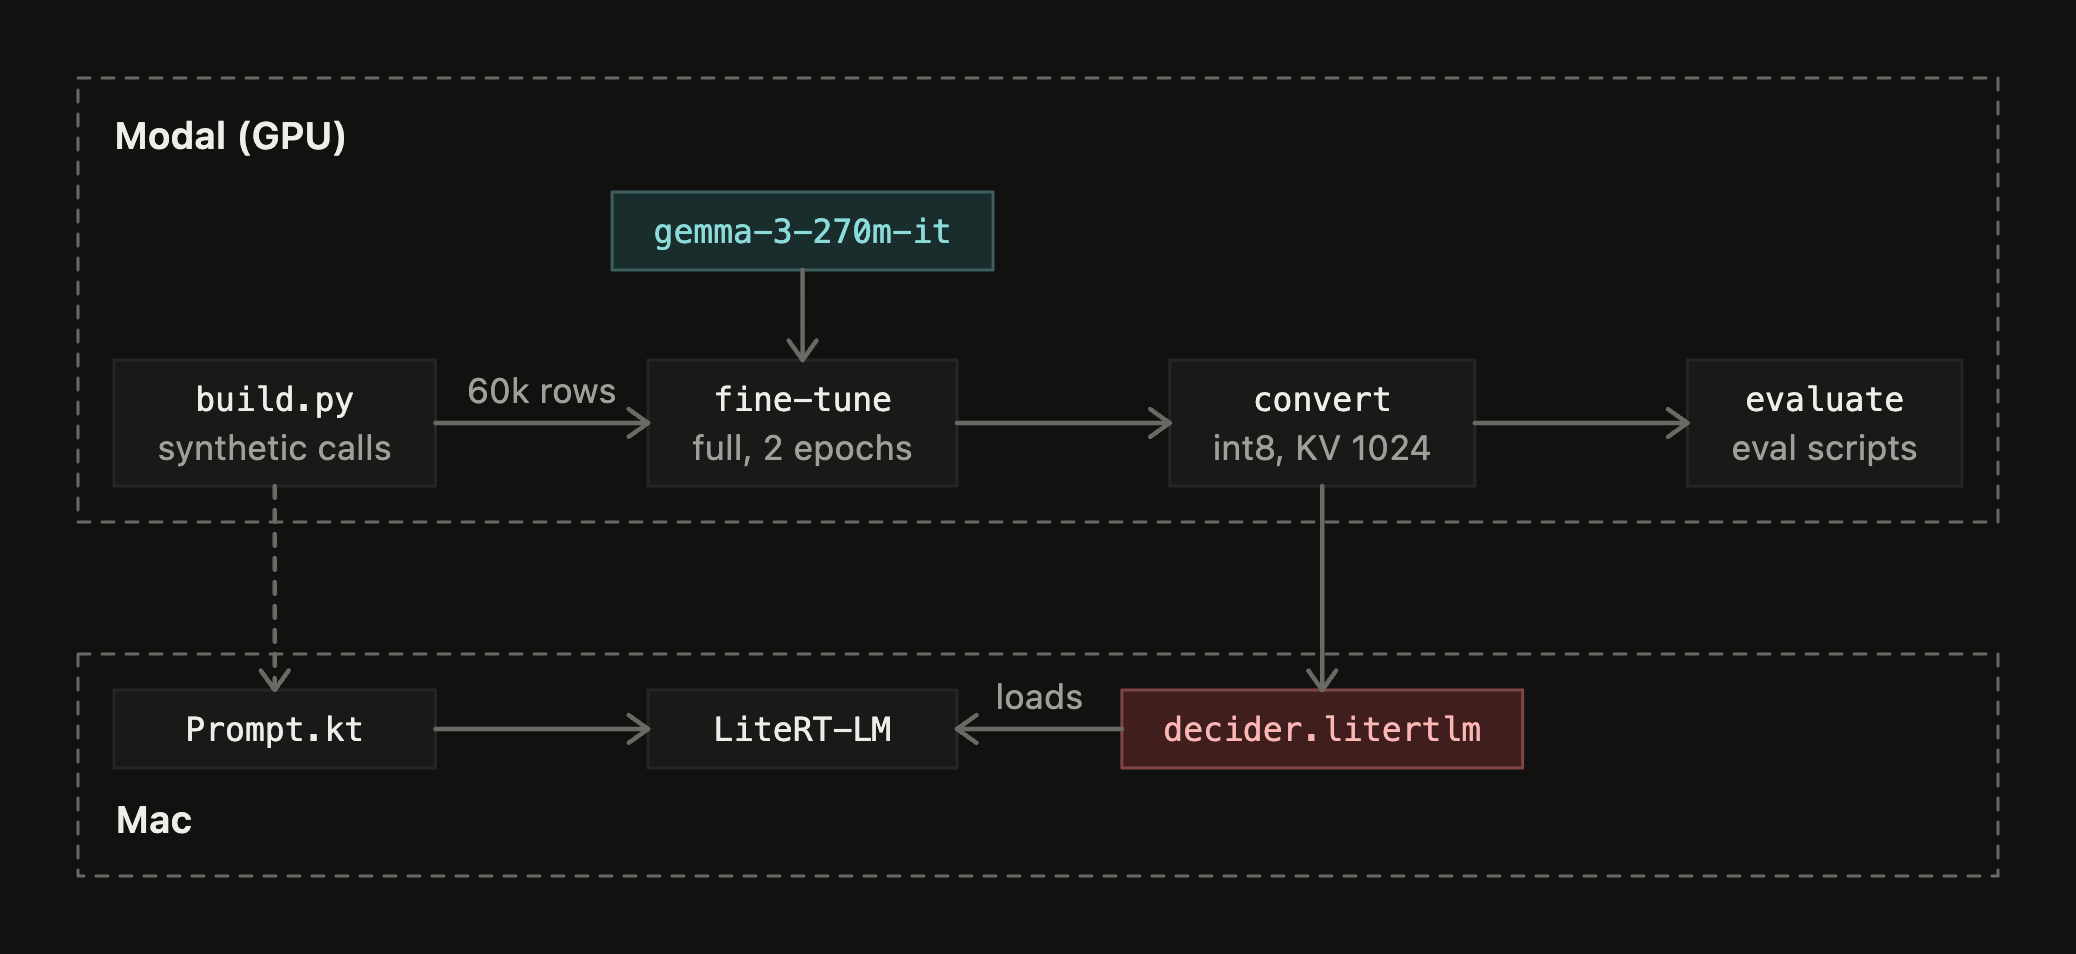 Modal (GPU)
gemma-3-270m-it
build.py
synthetic calls
60k rows
fine-tune
full, 2 epochs
convert
int8, KV 1024
evaluate
eval scripts
Prompt.kt
LiteRT-LM
loads
decider.litertlm
Mac